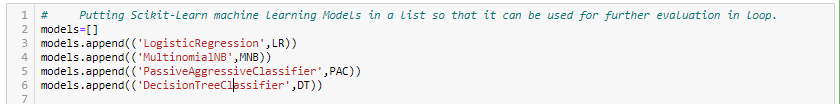 1 #    Putting Scikit-Learn machine learning Models in a list so that it can be used for further evaluation in loop.
2 models=[]
3 models.append(('LogisticRegression',LR))
4 models.append(('MultinomialNB',MNB))
5 models.append(('PassiveAggressiveClassifier',PAC))
6 models.append(('DecisionTreeClassifier',DT))
7